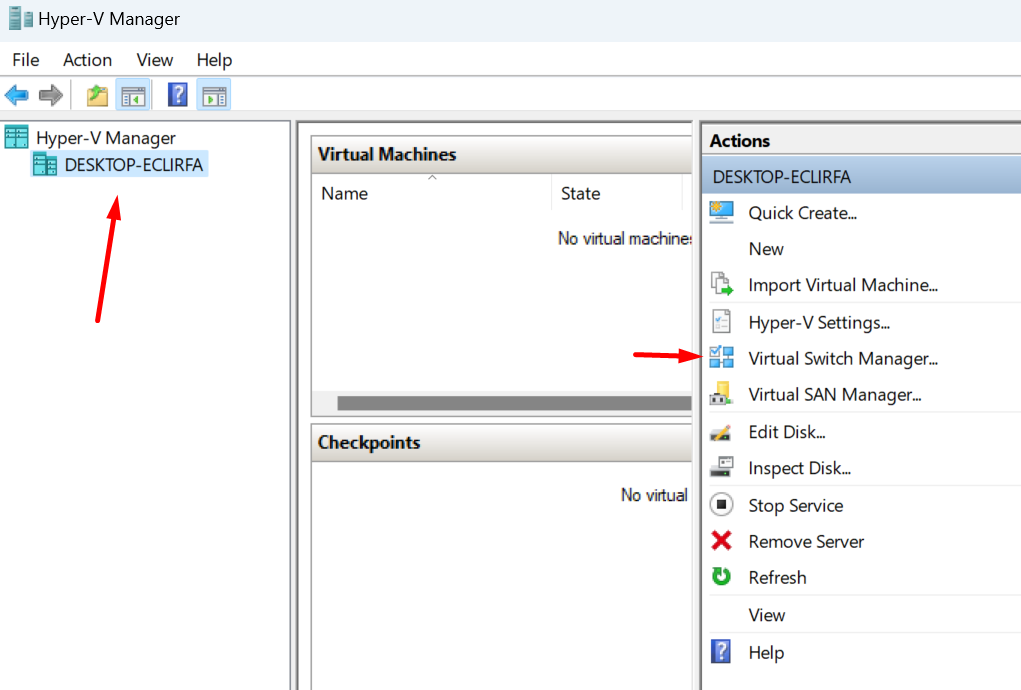 Hyper-V Manager
File Action View Help
Hyper-V Manager
DESKTOP-ECLIRFA
Virtual Machines
Name State
No virtual machines
Checkpoints
No virtual
Actions
DESKTOP-ECLIRFA
Quick Create...
New
Import Virtual Machine...
Hyper-V Settings...
Virtual Switch Manager...
Virtual SAN Manager...
Edit Disk...
Inspect Disk...
Stop Service
Remove Server
Refresh
View
Help